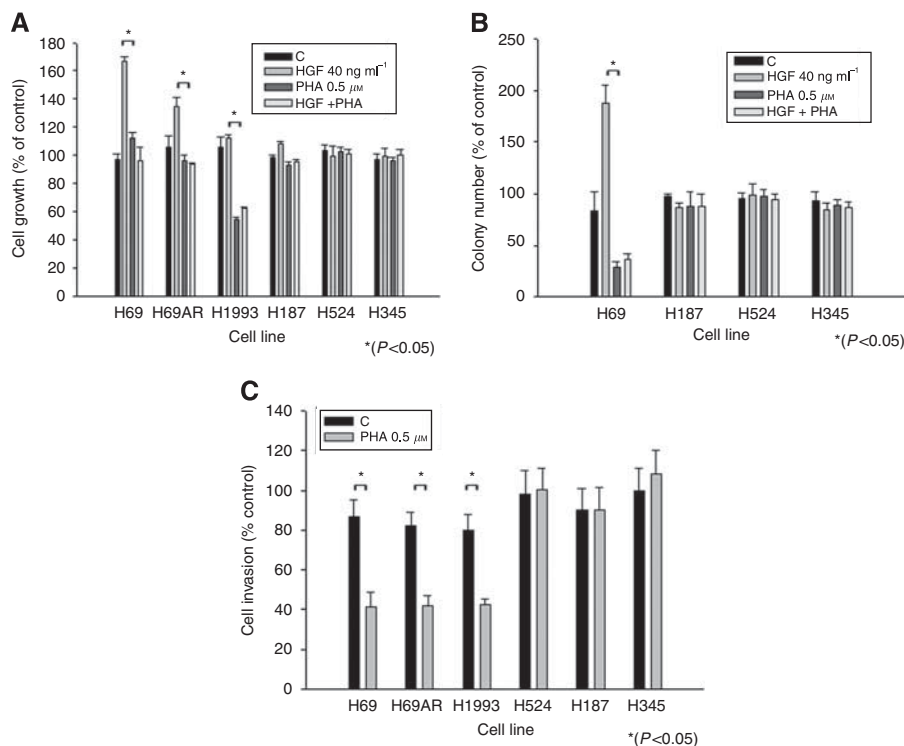 A
Cell growth (% of control)
180
160
140
120
100
80
60
40
20
0
C
HGF 40 ng ml⁻¹
PHA 0.5 μM
HGF +PHA
*
*
*
H69 H69AR H1993 H187 H524 H345
Cell line
*(P<0.05)
B
Colony number (% of control)
250
200
150
100
50
0
C
HGF 40 ng ml⁻¹
PHA 0.5 μM
HGF + PHA
*
H69 H187 H524 H345
Cell line
*(P<0.05)
C
Cell invasion (% control)
140
120
100
80
60
40
20
0
C
PHA 0.5 μM
* * *
H69 H69AR H1993 H524 H187 H345
Cell line
*(P<0.05)